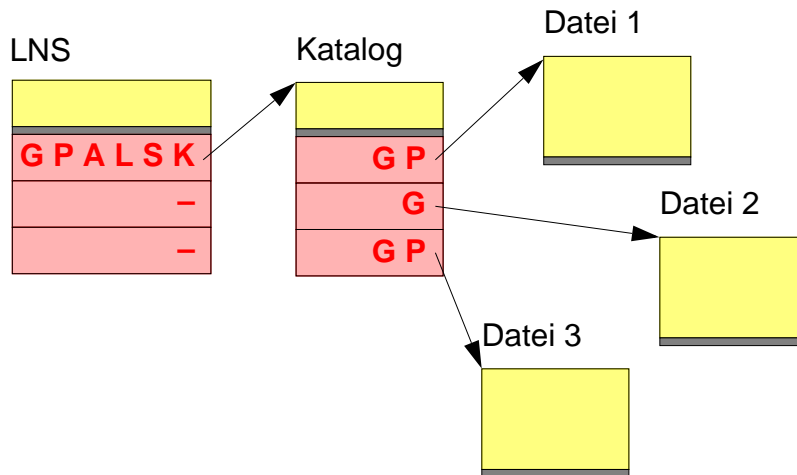 LNS
Katalog
Datei 1
G P A L S K
–
–
G P
G
G P
Datei 2
Datei 3